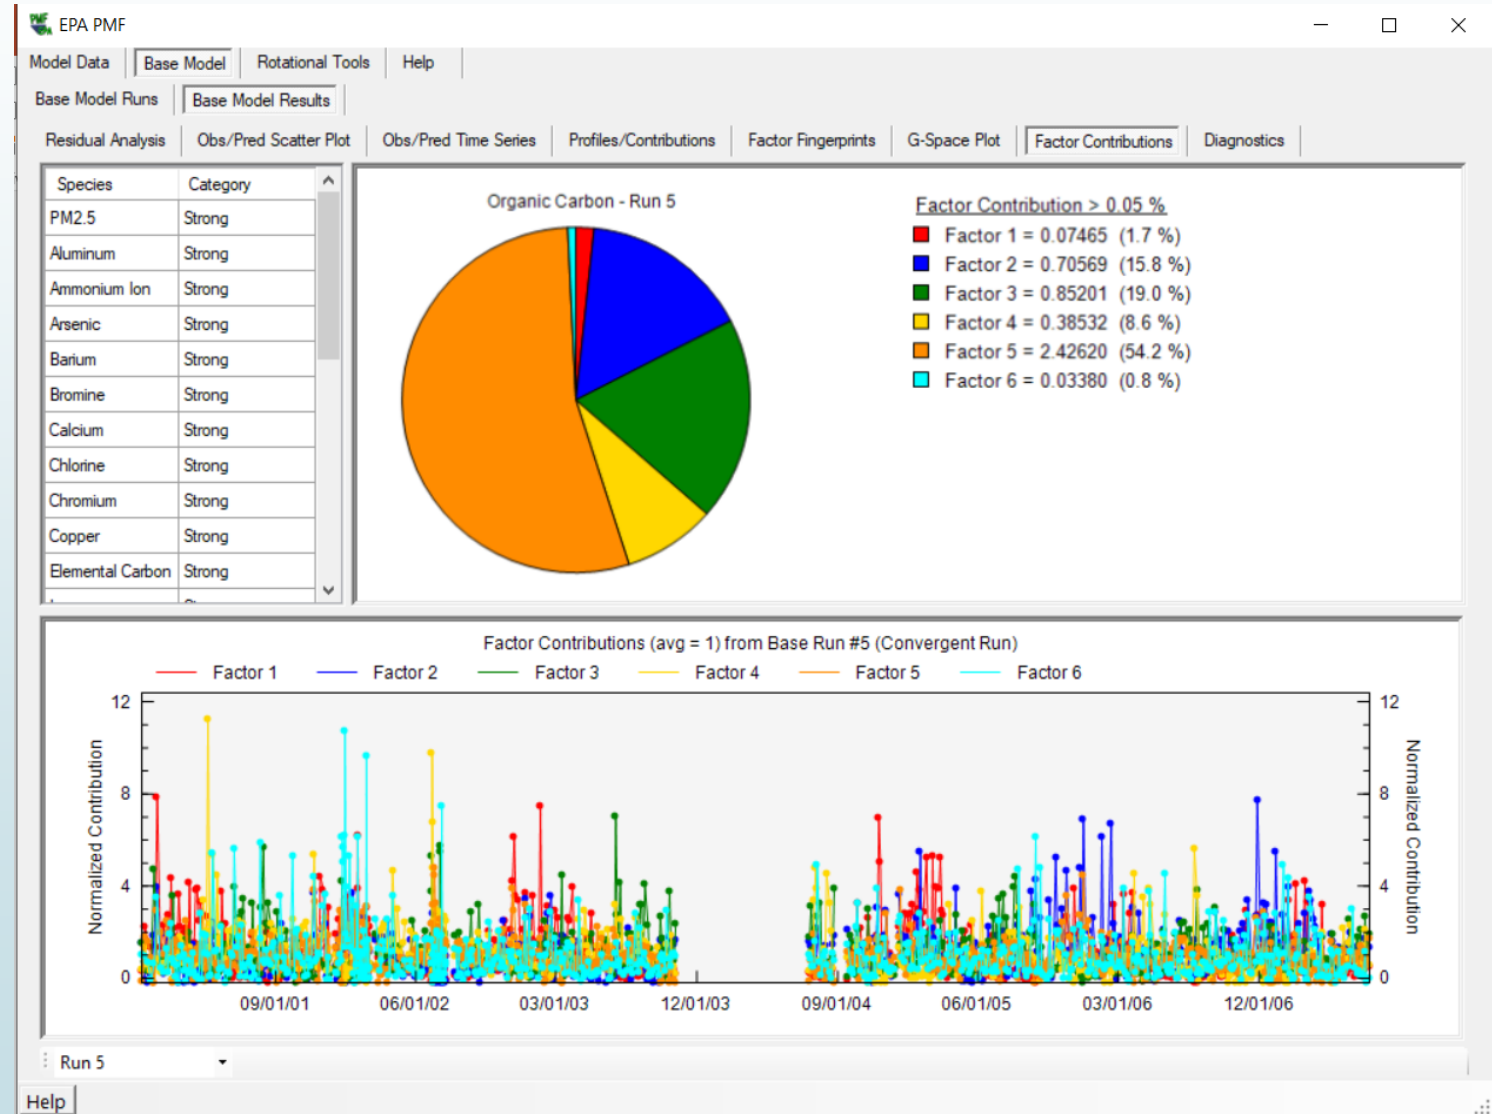 EPA PMF
Model Data Base Model Rotational Tools Help
Base Model Runs Base Model Results
Residual Analysis Obs/Pred Scatter Plot Obs/Pred Time Series Profiles/Contributions Factor Fingerprints G-Space Plot Factor Contributions Diagnostics
Species Category
PM2.5 Strong
Aluminum Strong
Ammonium Ion Strong
Arsenic Strong
Barium Strong
Bromine Strong
Calcium Strong
Chlorine Strong
Chromium Strong
Copper Strong
Elemental Carbon Strong
Organic Carbon - Run 5
Factor Contribution > 0.05 %
Factor 1 = 0.07465 (1.7 %)
Factor 2 = 0.70569 (15.8 %)
Factor 3 = 0.85201 (19.0 %)
Factor 4 = 0.38532 (8.6 %)
Factor 5 = 2.42620 (54.2 %)
Factor 6 = 0.03380 (0.8 %)
Factor Contributions (avg = 1) from Base Run #5 (Convergent Run)
Factor 1 Factor 2 Factor 3 Factor 4 Factor 5 Factor 6
Normalized Contribution
12
8
4
0
12
8
4
0
Normalized Contribution
09/01/01 06/01/02 03/01/03 12/01/03 09/01/04 06/01/05 03/01/06 12/01/06
Run 5
Help